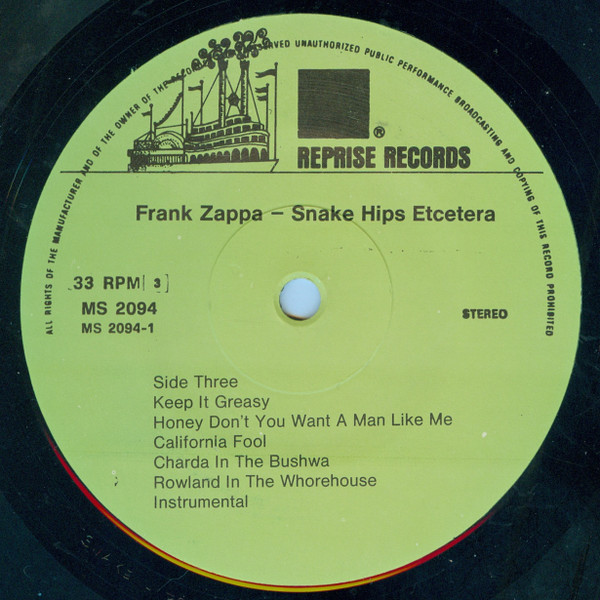 ALL RIGHTS OF THE MANUFACTURER AND OF THE OWNER OF THE RECORDED RESERVED UNAUTHORIZED PUBLIC PERFORMANCE BROADCASTING AND COPYING OF THIS RECORD PROHIBITED
®
REPRISE RECORDS
Frank Zappa – Snake Hips Etcetera
33 RPM [3]
MS 2094
MS 2094-1
STEREO
Side Three
Keep It Greasy
Honey Don't You Want A Man Like Me
California Fool
Charda In The Bushwa
Rowland In The Whorehouse
Instrumental